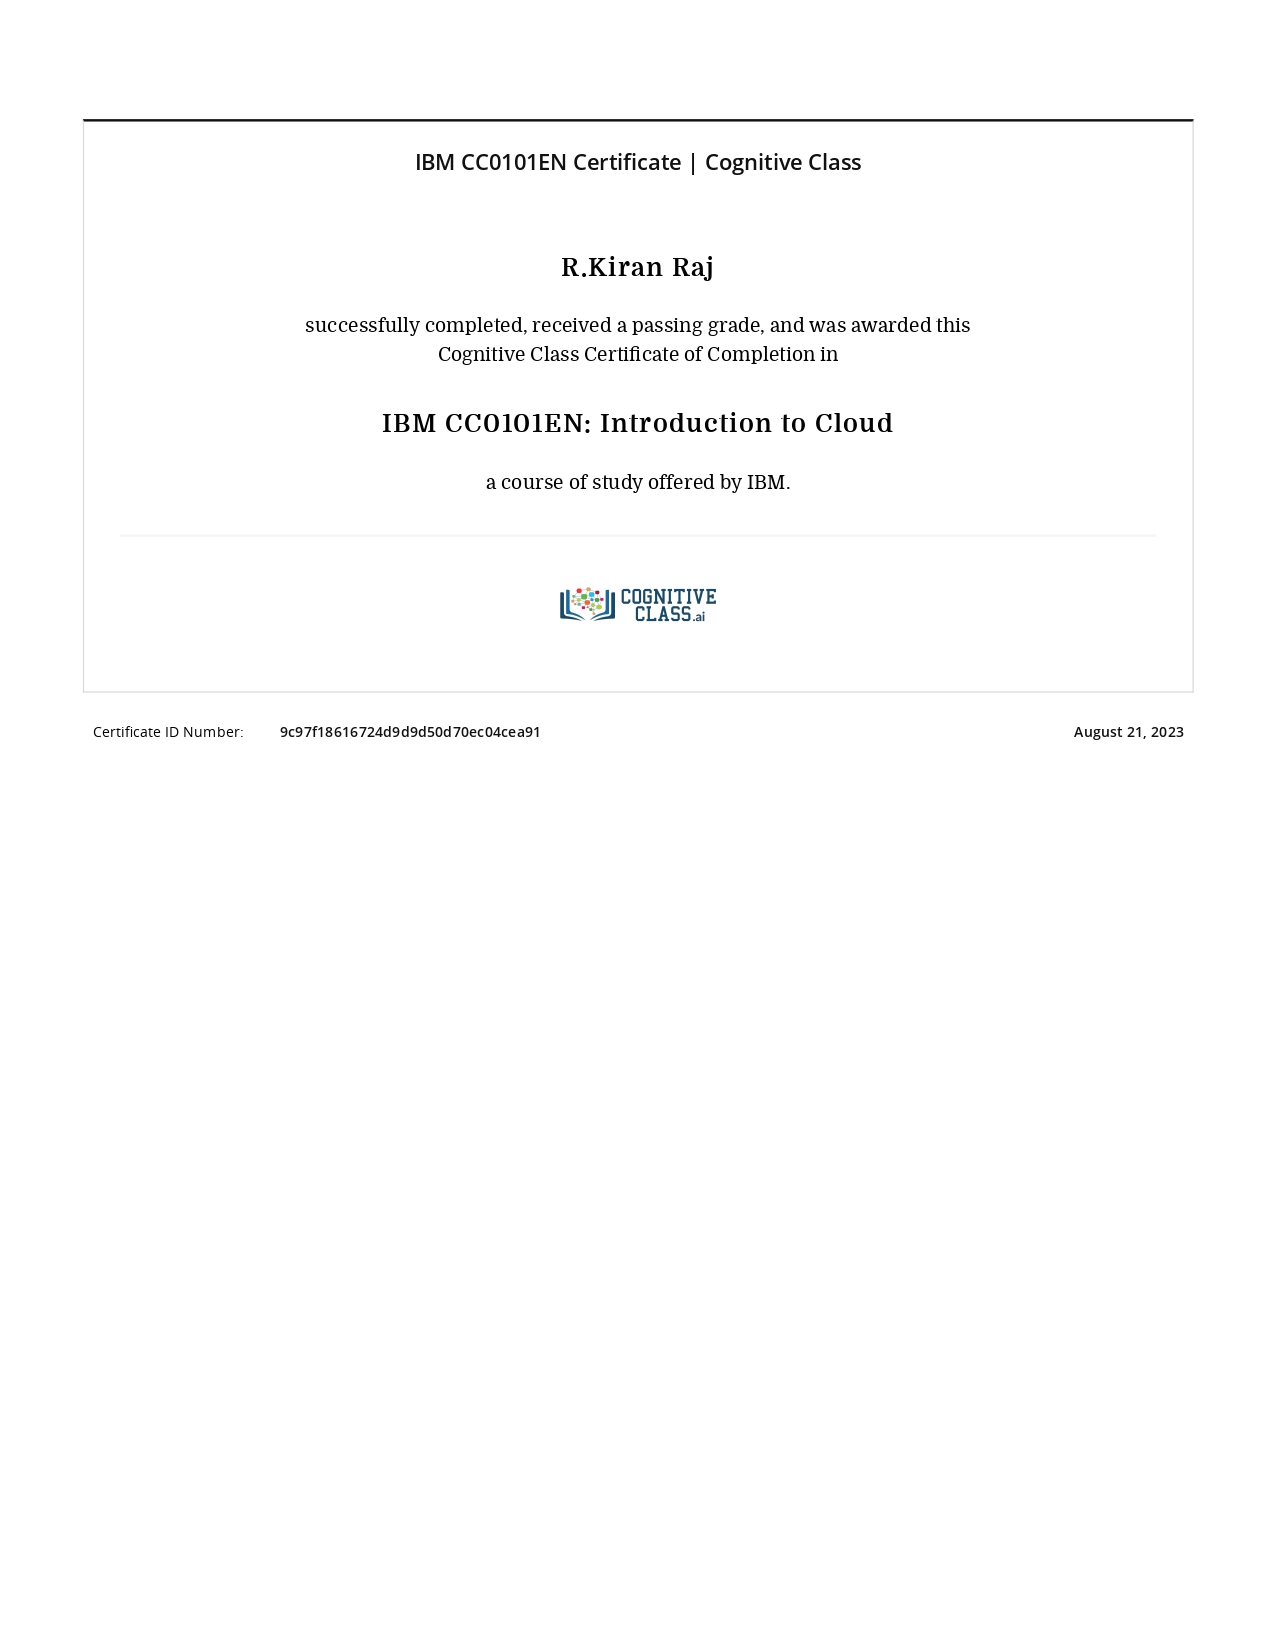 IBM CC0101EN Certificate | Cognitive Class
R.Kiran Raj
successfully completed, received a passing grade, and was awarded this
Cognitive Class Certificate of Completion in
IBM CC0101EN: Introduction to Cloud
a course of study offered by IBM.
COGNITIVE
CLASS.ai
Certificate ID Number: 9c97f18616724d9d9d50d70ec04cea91 August 21, 2023